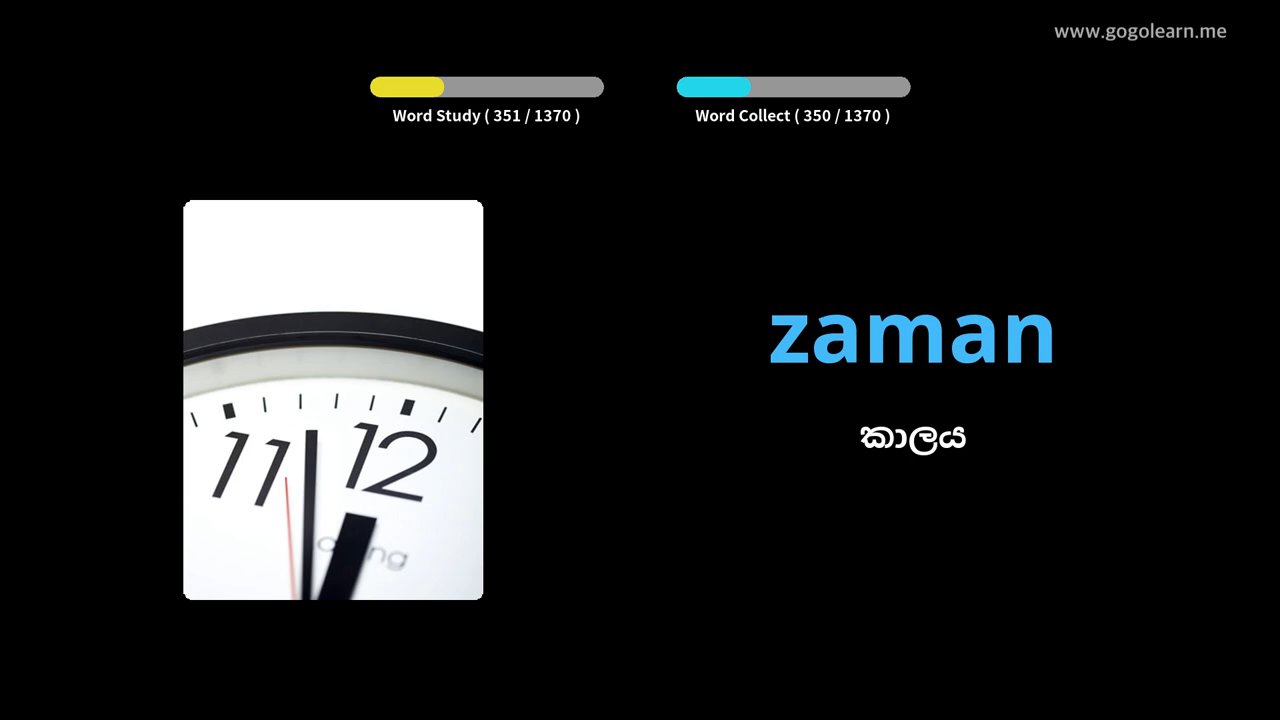 www.gogolearn.me
Word Study ( 351 / 1370 )
Word Collect ( 350 / 1370 )
11
12
zaman
කාලය